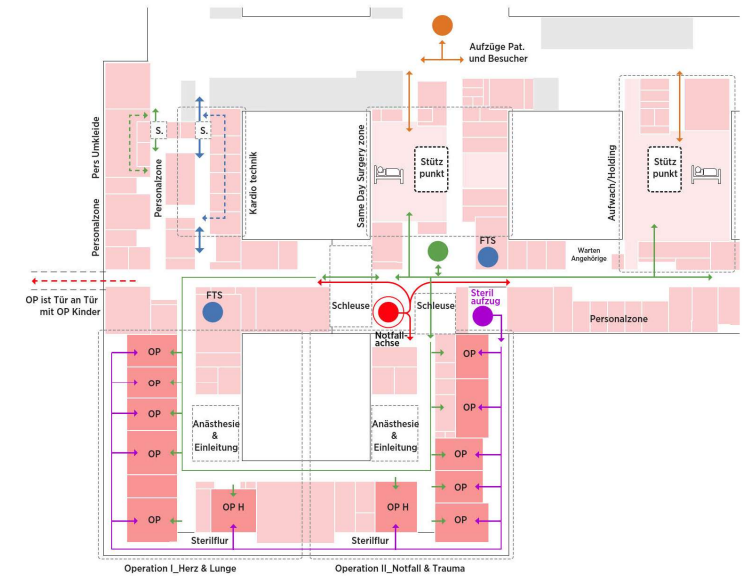 Aufzüge Pat.
und Besucher
Pers Umkleide
Personalzone
Personalzone
S.
S.
Kardio technik
Same Day Surgery zone
Stütz
punkt
Aufwach/Holding
Stütz
punkt
FTS
Warten
Angehörige
OP ist Tür an Tür
mit OP Kinder
FTS
Schleuse
Schleuse
Steril
aufzug
Personalzone
Notfall-
achse
OP
OP
OP
OP
OP
Anästhesie
&
Einleitung
Anästhesie
&
Einleitung
OP
OP
OP
OP
OP
OP H
OP H
Sterilflur
Sterilflur
Operation I_Herz & Lunge
Operation II_Notfall & Trauma